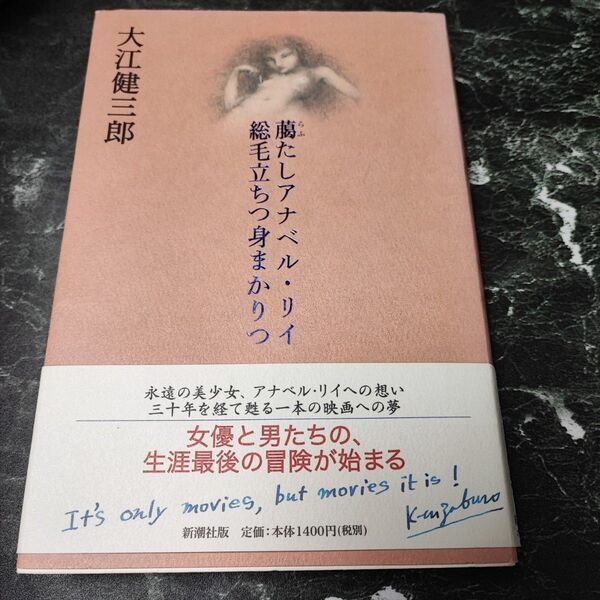 大江健三郎
﨟たしアナベル・リイ
らふ
総毛立ちつ身まかりつ
永遠の美少女、アナベル・リイへの想い
三十年を経て甦る一本の映画への夢
女優と男たちの、
生涯最後の冒険が始まる
It's only movies, but movies it is!
Kenzaburo
新潮社版 定価:本体1400円(税別)